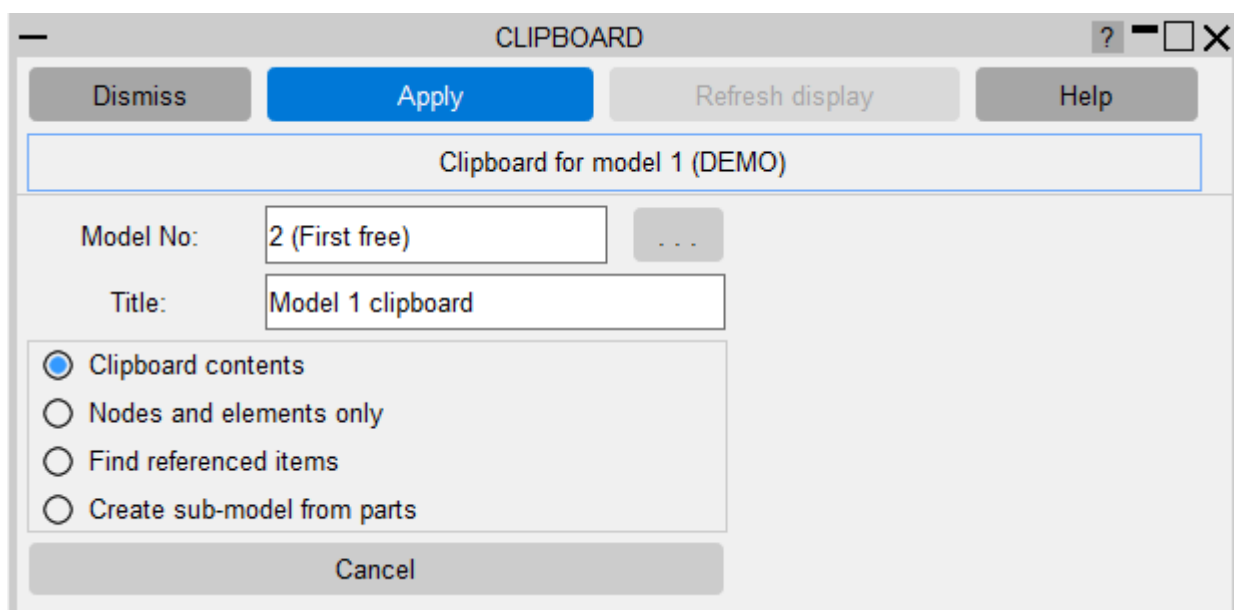 CLIPBOARD ?
Dismiss Apply Refresh display Help
Clipboard for model 1 (DEMO)
Model No: 2 (First free) . . .
Title: Model 1 clipboard
Clipboard contents
Nodes and elements only
Find referenced items
Create sub-model from parts
Cancel